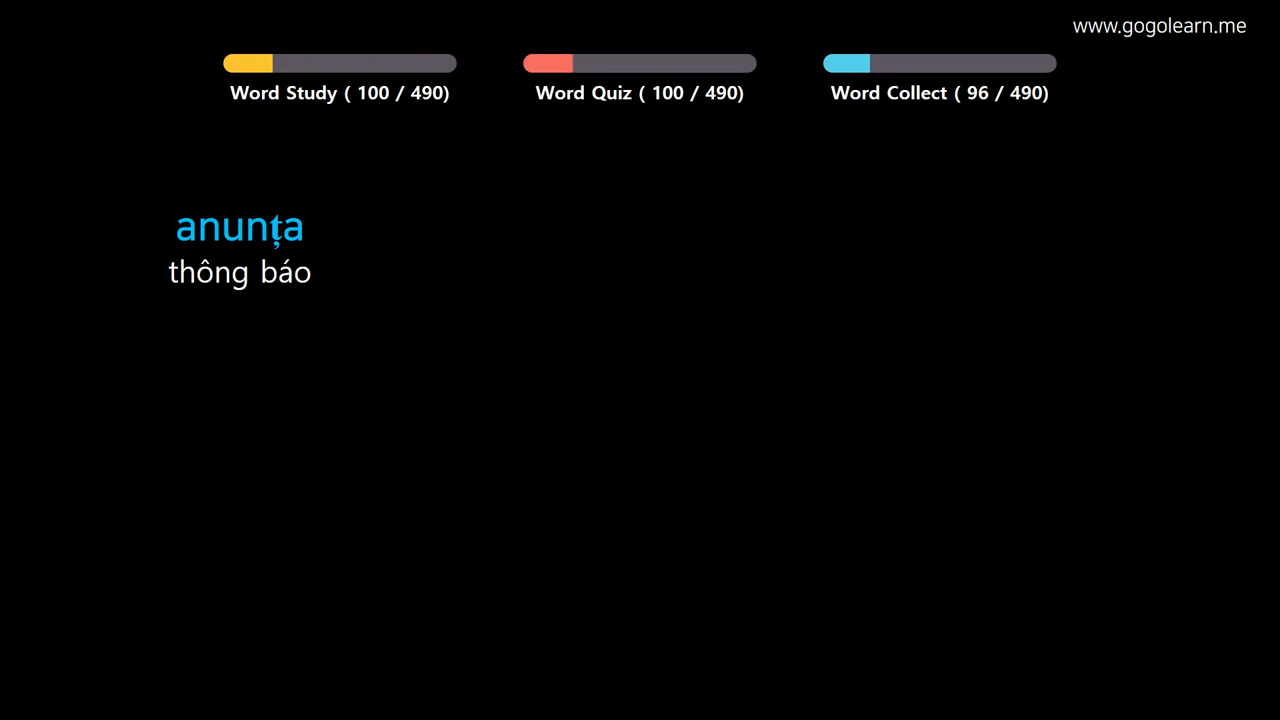 www.gogolearn.me
Word Study ( 100 / 490)
Word Quiz ( 100 / 490)
Word Collect ( 96 / 490)
anunța
thông báo